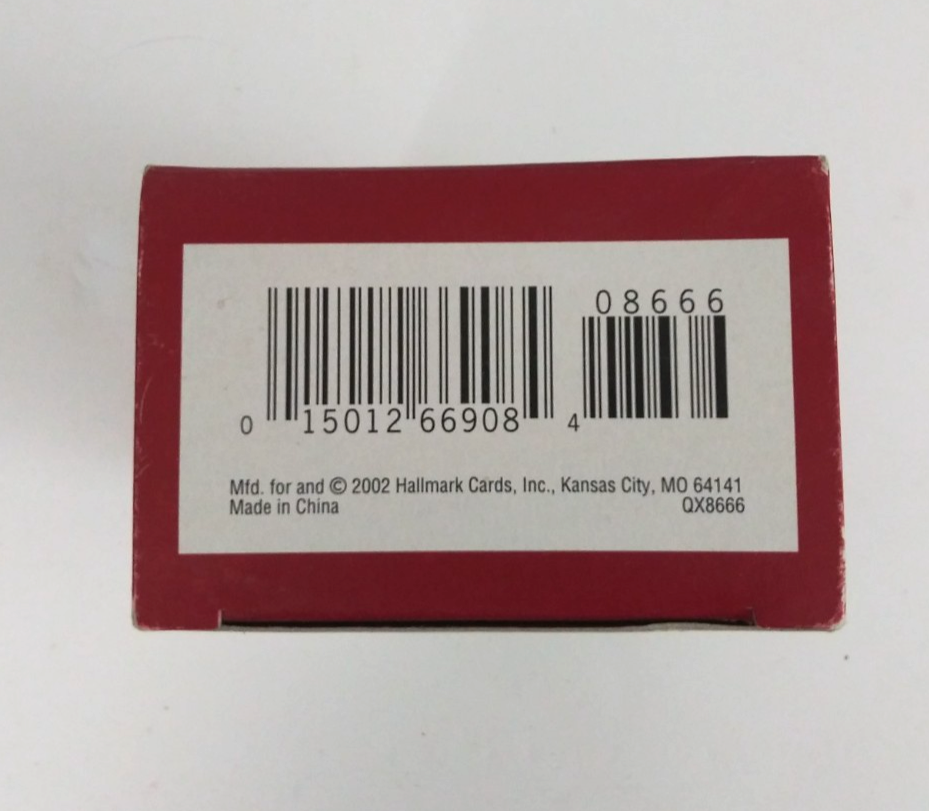 08666
0 15012 66908 4
Mfd. for and © 2002 Hallmark Cards, Inc., Kansas City, MO 64141
Made in China QX8666